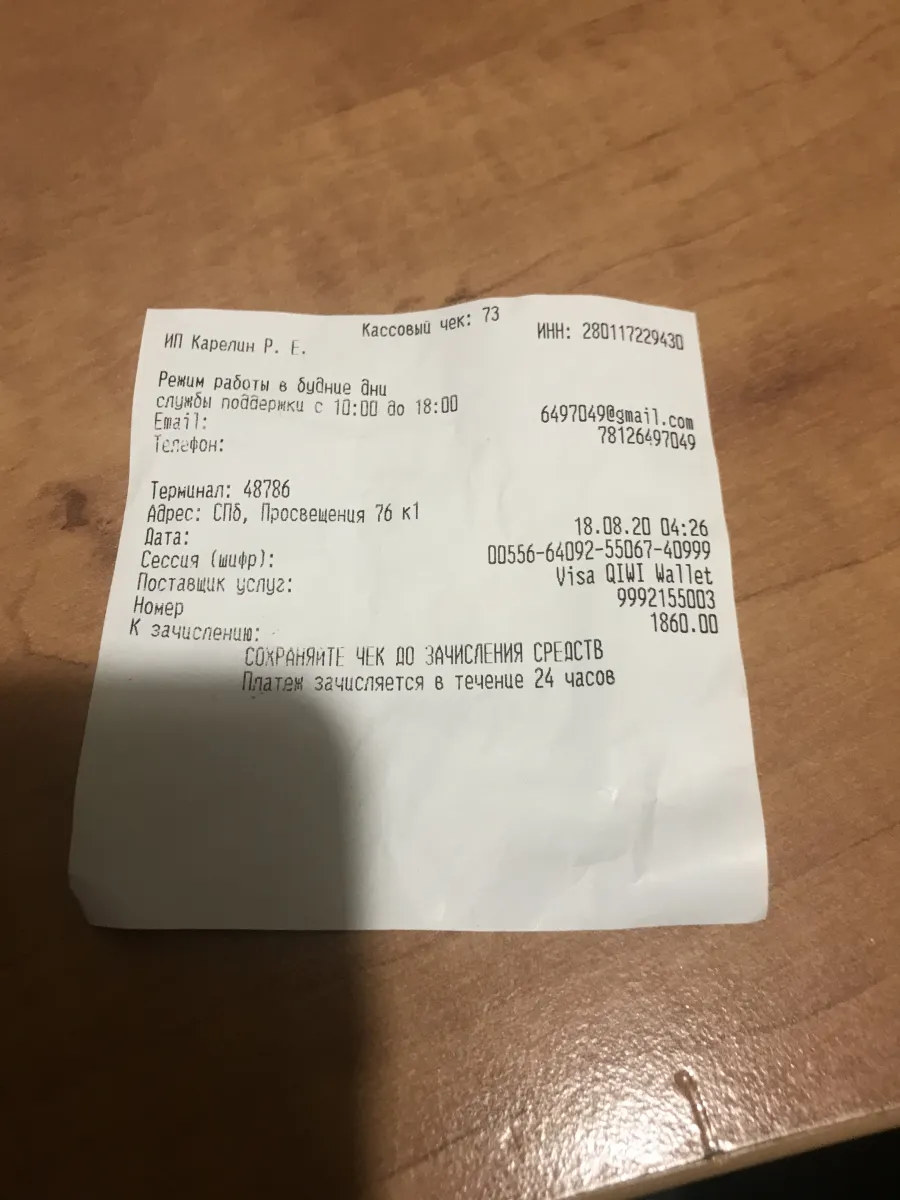 Кассовый чек: 73
ИП Карелин Р. Е. ИНН: 280117229430
Режим работы в будние дни
службы поддержки с 10:00 до 18:00
Email: 6497049@gmail.com
Телефон: 78126497049
Терминал: 48786
Адрес: СПб, Просвещения 76 к1
Дата: 18.08.20 04:26
Сессия (шифр): 00556-64092-55067-40999
Поставщик услуг: Visa QIWI Wallet
Номер 9992155003
К зачислению: 1860.00
СОХРАНЯЙТЕ ЧЕК ДО ЗАЧИСЛЕНИЯ СРЕДСТВ
Платеж зачисляется в течение 24 часов